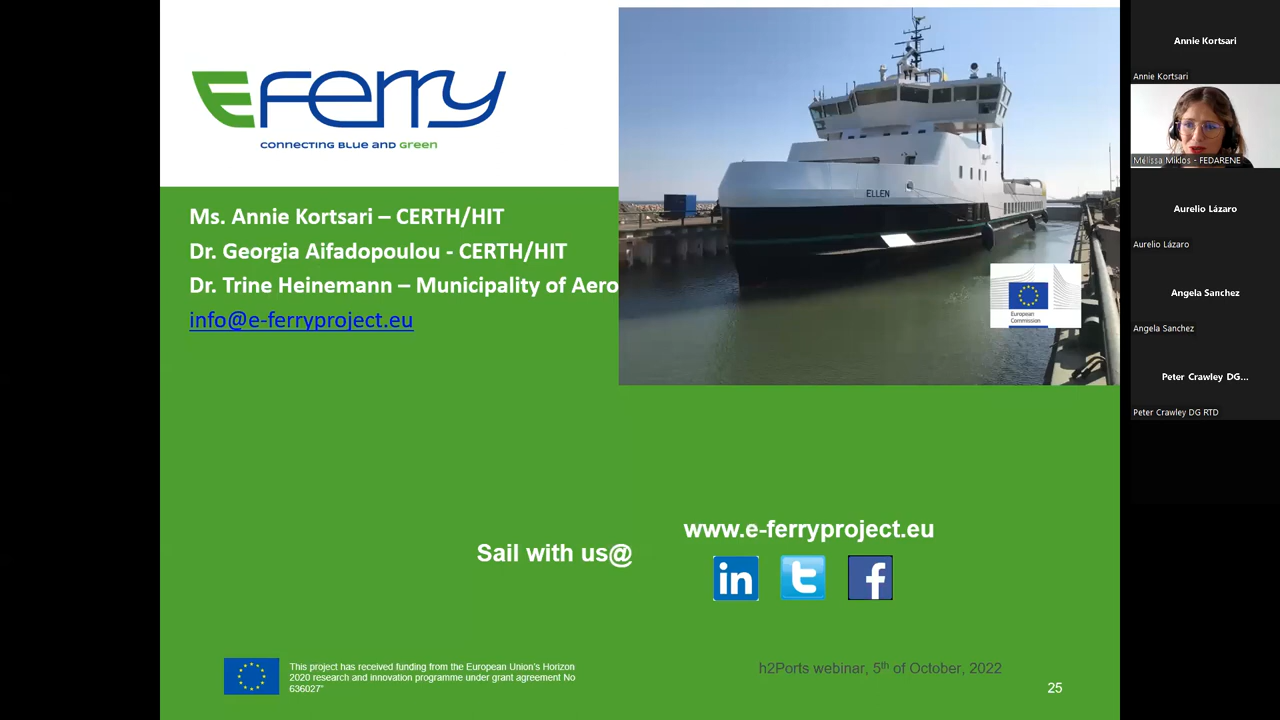 EFerry
CONNECTING BLUE AND GREEN
ELLEN
European
Commission
Ms. Annie Kortsari – CERTH/HIT
Dr. Georgia Aifadopoulou - CERTH/HIT
Dr. Trine Heinemann – Municipality of Aero
info@e-ferryproject.eu
www.e-ferryproject.eu
Sail with us@
in
t
f
This project has received funding from the European Union's Horizon
2020 research and innovation programme under grant agreement No
636027"
h2Ports webinar, 5th of October, 2022
25
Annie Kortsari
Annie Kortsari
Mélissa Miklos - FEDARENE
Aurelio Lázaro
Aurelio Lázaro
Angela Sanchez
Angela Sanchez
Peter Crawley DG...
Peter Crawley DG RTD